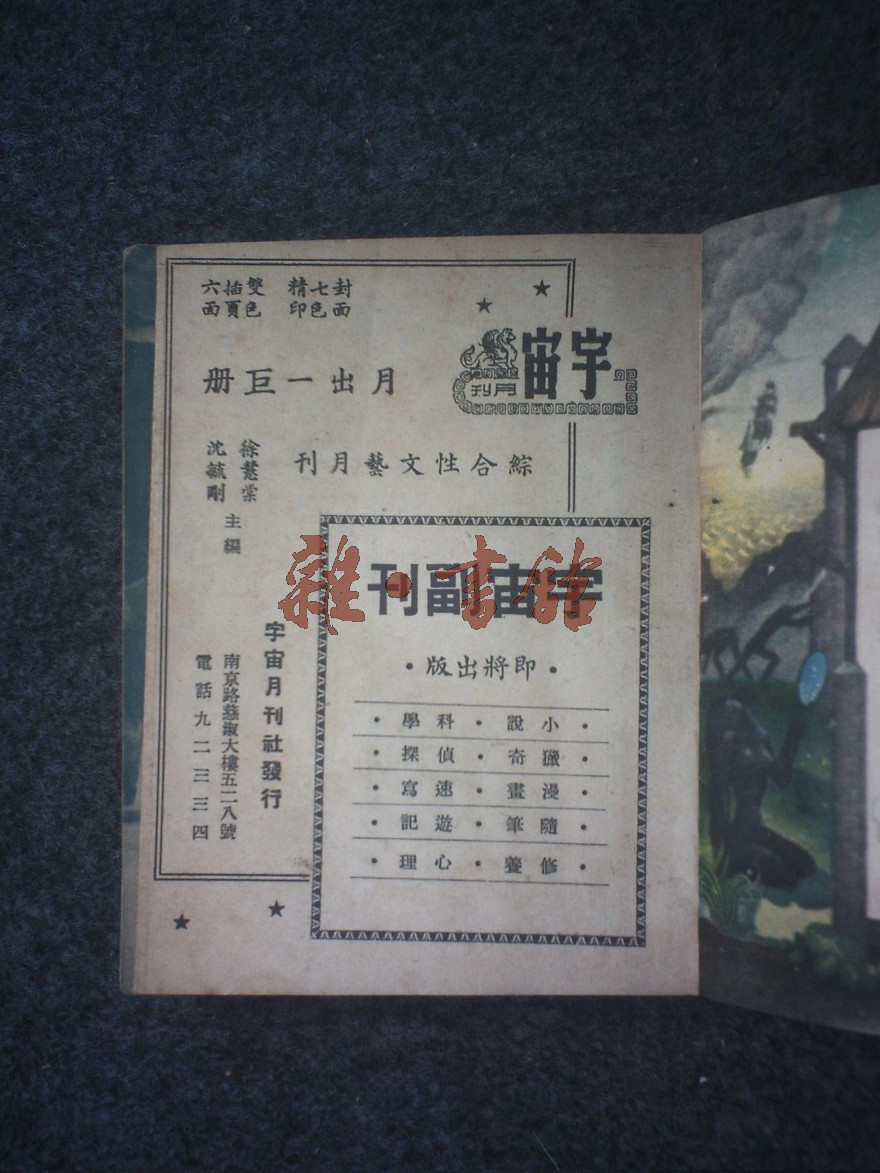 封面七色精印 雙色插頁六面
宇宙
月刊
月出一巨册
綜合性文藝月刊
徐慧棠
沈毓剛
主編
宇宙副刊
·即將出版·
·小說·科學·
·獵奇·偵探·
·漫畫·速寫·
·隨筆·遊記·
·修養·心理·
宇宙月刊社發行
南京路慈淑大樓五二八號
電話九二三三四
雜·書館